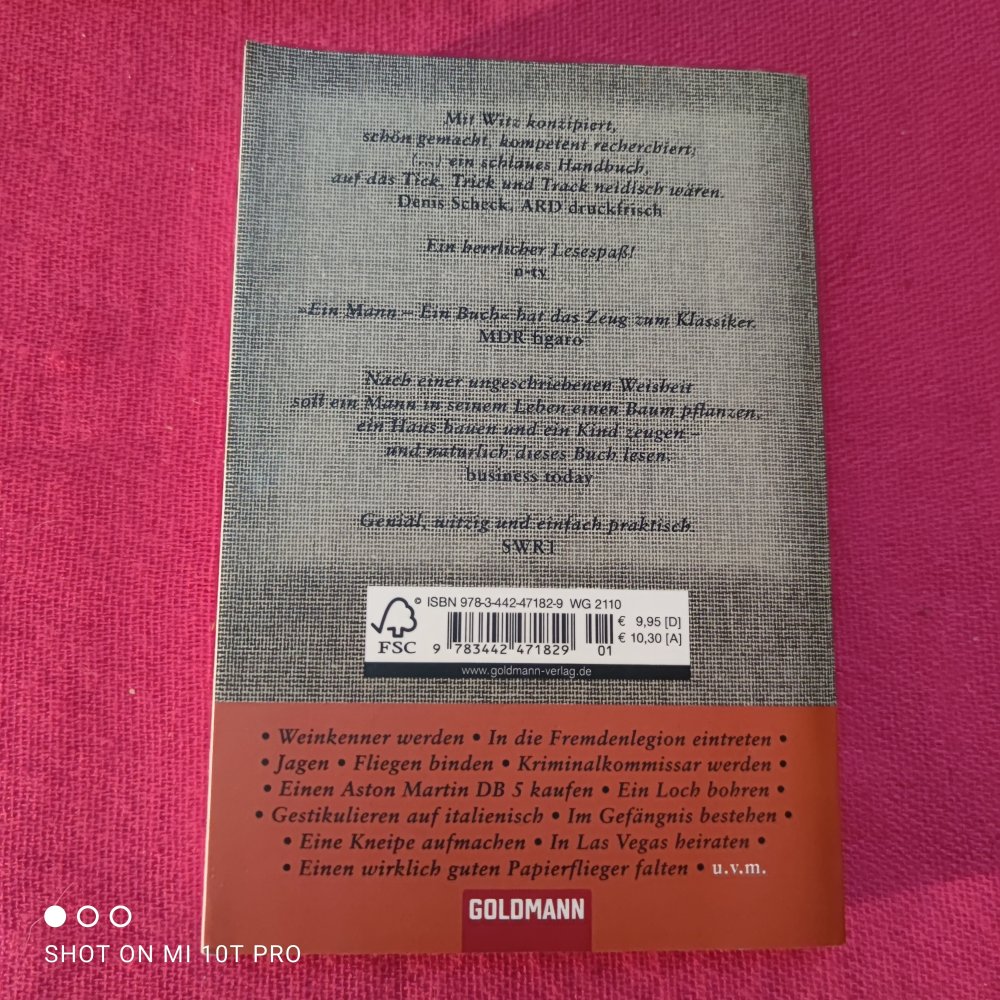 Mit Witz konzipiert,
schön gemacht, kompetent recherchiert;
(...) ein schlaues Handbuch,
auf das Tick, Trick und Track neidisch wären.
Denis Scheck, ARD druckfrisch
Ein herrlicher Lesespaß!
n-tv
»Ein Mann – Ein Buch« hat das Zeug zum Klassiker.
MDR figaro
Nach einer ungeschriebenen Weisheit
soll ein Mann in seinem Leben einen Baum pflanzen,
ein Haus bauen und ein Kind zeugen –
und natürlich dieses Buch lesen.
business today
Genial, witzig und einfach praktisch.
SWR1
© ISBN 978-3-442-47182-9 WG 2110
€ 9,95 [D]
€ 10,30 [A]
FSC 9 783442 471829 01
www.goldmann-verlag.de
• Weinkenner werden • In die Fremdenlegion eintreten •
• Jagen • Fliegen binden • Kriminalkommissar werden •
• Einen Aston Martin DB 5 kaufen • Ein Loch bohren •
• Gestikulieren auf italienisch • Im Gefängnis bestehen •
• Eine Kneipe aufmachen • In Las Vegas heiraten •
• Einen wirklich guten Papierflieger falten • u.v.m.
GOLDMANN
SHOT ON MI 10T PRO